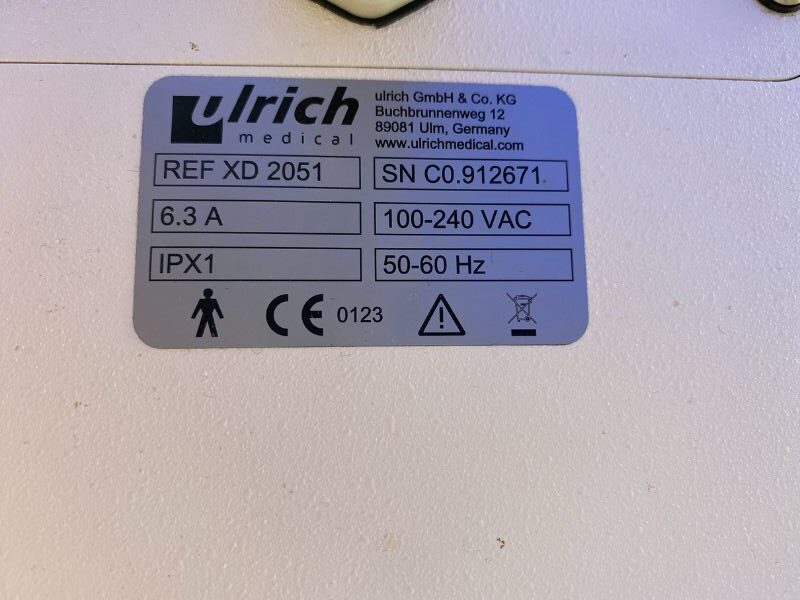 ulrich
medical
ulrich GmbH & Co. KG
Buchbrunnenweg 12
89081 Ulm, Germany
www.ulrichmedical.com
REF XD 2051
SN C0.912671
6.3 A
100-240 VAC
IPX1
50-60 Hz
CE 0123